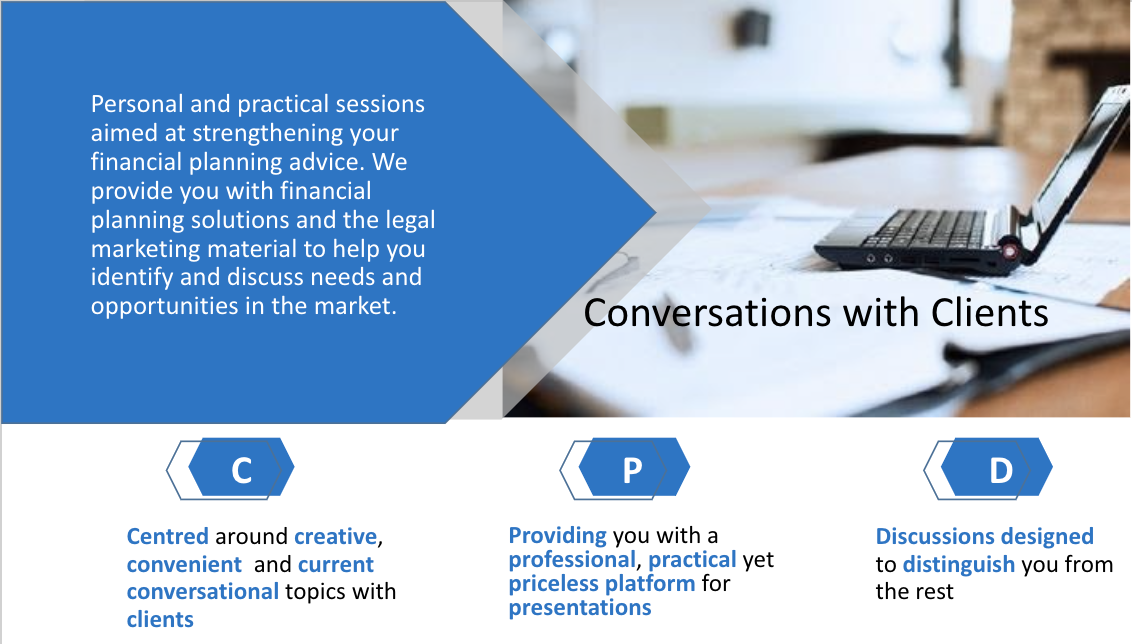 Personal and practical sessions
aimed at strengthening your
financial planning advice. We
provide you with financial
planning solutions and the legal
marketing material to help you
identify and discuss needs and
opportunities in the market.
Conversations with Clients
C
Centred around creative,
convenient and current
conversational topics with
clients
P
Providing you with a
professional, practical yet
priceless platform for
presentations
D
Discussions designed
to distinguish you from
the rest